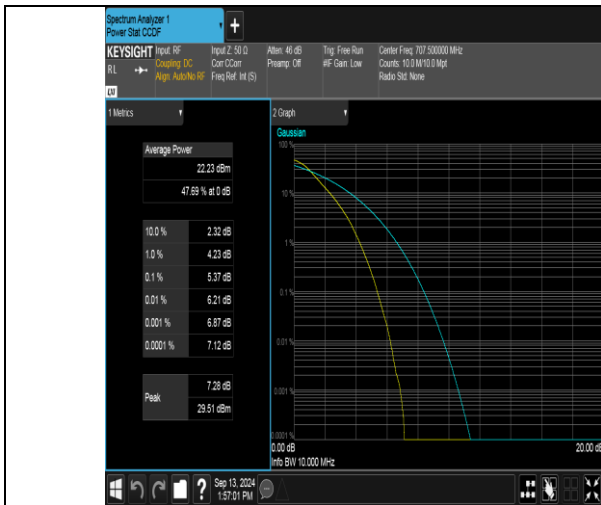 Spectrum Analyzer 1
Power Stat CCDF
+
KEYSIGHT
RL
Input: RF
Coupling: DC
Align: Auto/No RF
Input Z: 50 Ω
Corr CCorr
Freq Ref: Int (S)
Atten: 46 dB
Preamp: Off
Trig: Free Run
#IF Gain: Low
Center Freq: 707.500000 MHz
Counts: 10.0 M/10.0 Mpt
Radio Std: None
LXI
1 Metrics
Average Power
22.23 dBm
47.69 % at 0 dB
10.0 % 2.32 dB
1.0 % 4.23 dB
0.1 % 5.37 dB
0.01 % 6.21 dB
0.001 % 6.87 dB
0.0001 % 7.12 dB
Peak
7.28 dB
29.51 dBm
2 Graph
Gaussian
100 %
10 %
1 %
0.1 %
0.01 %
0.001 %
0.0001 %
0.00 dB 20.00 dB
Info BW 10.000 MHz
?
Sep 13, 2024
1:57:01 PM